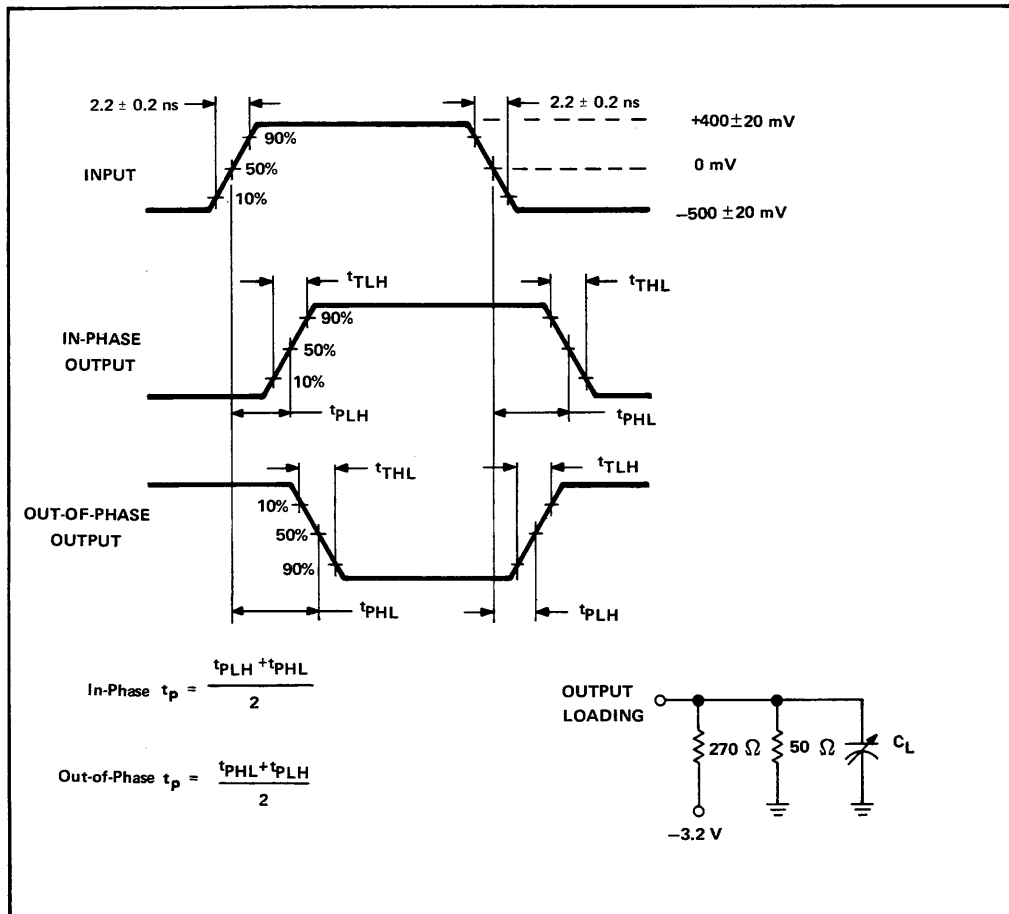 2.2 ± 0.2 ns
2.2 ± 0.2 ns
+400±20 mV
90%
INPUT
50%
0 mV
10%
−500 ±20 mV
tTLH
tTHL
90%
IN-PHASE
OUTPUT
50%
10%
tPLH
tPHL
tTHL
tTLH
10%
OUT-OF-PHASE
OUTPUT
50%
90%
tPHL
tPLH
In-Phase tp = tPLH +tPHL
2
Out-of-Phase tp = tPHL+tPLH
2
OUTPUT
LOADING
270 Ω
50 Ω
CL
−3.2 V